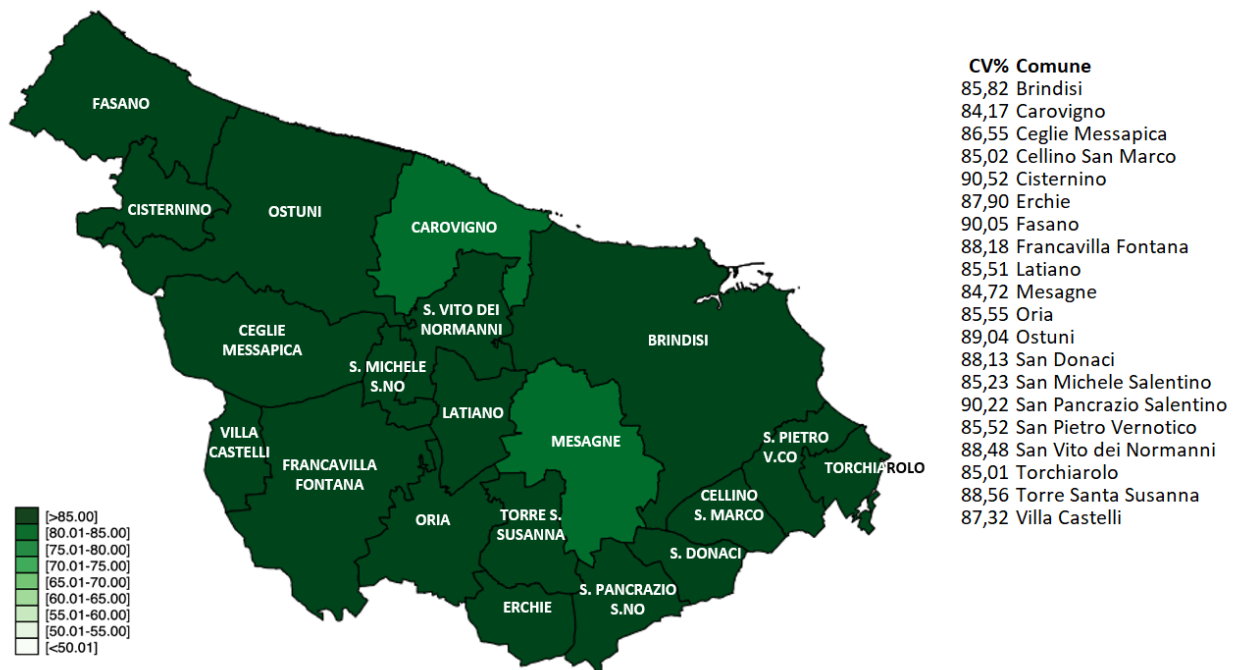 FASANO
CISTERNINO
OSTUNI
CAROVIGNO
S. VITO DEI
NORMANNI
CEGLIE
MESSAPICA
S. MICHELE
S.NO
BRINDISI
LATIANO
MESAGNE
VILLA
CASTELLI
FRANCAVILLA
FONTANA
ORIA
TORRE S.
SUSANNA
S. PIETRO
V.CO
TORCHIAROLO
CELLINO
S. MARCO
S. DONACI
S. PANCRAZIO
S.NO
ERCHIE
[>85.00]
[80.01-85.00]
[75.01-80.00]
[70.01-75.00]
[65.01-70.00]
[60.01-65.00]
[55.01-60.00]
[50.01-55.00]
[<50.01]
CV% Comune
85,82 Brindisi
84,17 Carovigno
86,55 Ceglie Messapica
85,02 Cellino San Marco
90,52 Cisternino
87,90 Erchie
90,05 Fasano
88,18 Francavilla Fontana
85,51 Latiano
84,72 Mesagne
85,55 Oria
89,04 Ostuni
88,13 San Donaci
85,23 San Michele Salentino
90,22 San Pancrazio Salentino
85,52 San Pietro Vernotico
88,48 San Vito dei Normanni
85,01 Torchiarolo
88,56 Torre Santa Susanna
87,32 Villa Castelli